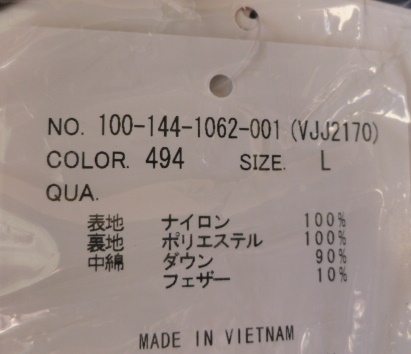 NO. 100-144-1062-001 (VJJ2170)
COLOR. 494 SIZE. L
QUA.
表地 ナイロン 100%
裏地 ポリエステル 100%
中綿 ダウン 90%
フェザー 10%
MADE IN VIETNAM